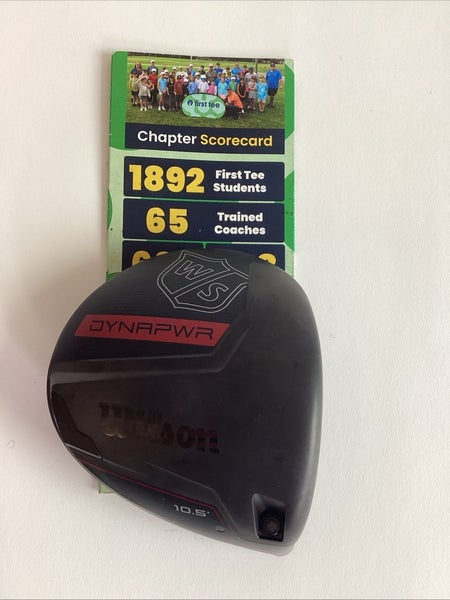 first tee
Chapter Scorecard
1892 First Tee
Students
65 Trained
Coaches
W/S
DYNAPWR
Wilson
10.5°